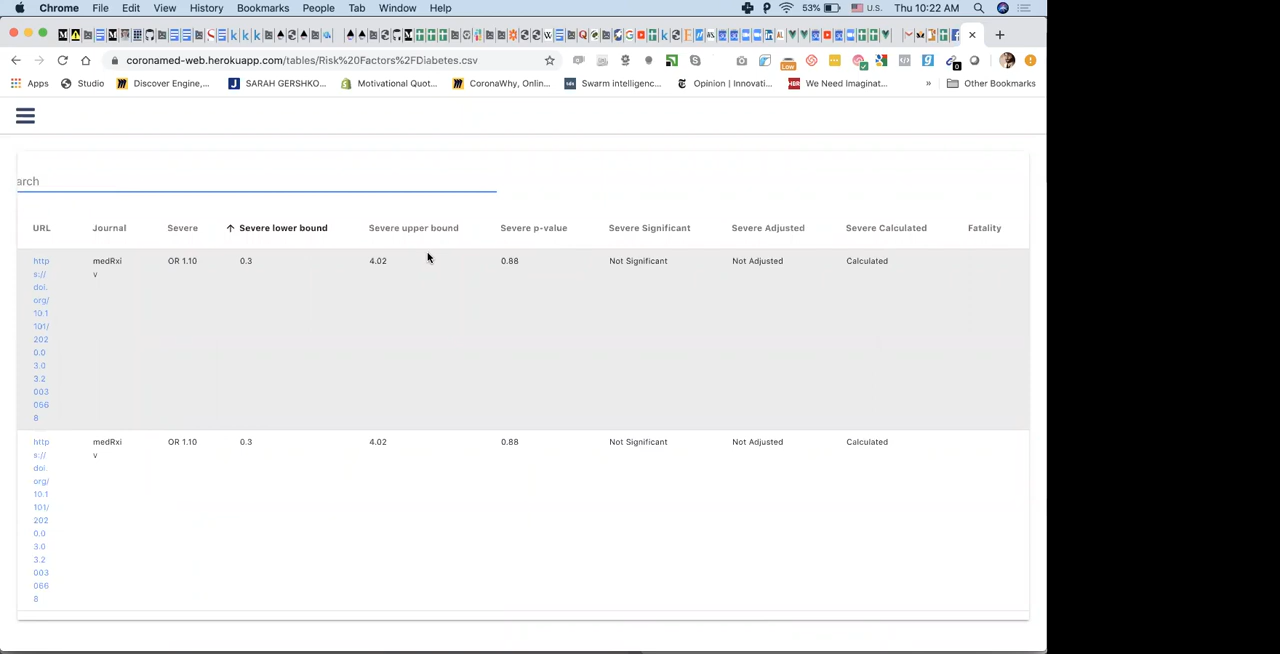 Chrome File Edit View History Bookmarks People Tab Window Help 53% U.S. Thu 10:22 AM
coronamed-web.herokuapp.com/tables/Risk%20Factors%2FDiabetes.csv
Apps Studio Discover Engine,... SARAH GERSHKO... Motivational Quot... CoronaWhy, Onlin... Swarm intelligenc... Opinion | Innovati... We Need Imaginat... » Other Bookmarks
arch
URL Journal Severe Severe lower bound Severe upper bound Severe p-value Severe Significant Severe Adjusted Severe Calculated Fatality
http medRxi OR 1.10 0.3 4.02 0.88 Not Significant Not Adjusted Calculated
s:// v
doi.
org/
10.1
101/
202
0.0
3.0
3.2
003
066
8
http medRxi OR 1.10 0.3 4.02 0.88 Not Significant Not Adjusted Calculated
s:// v
doi.
org/
10.1
101/
202
0.0
3.0
3.2
003
066
8